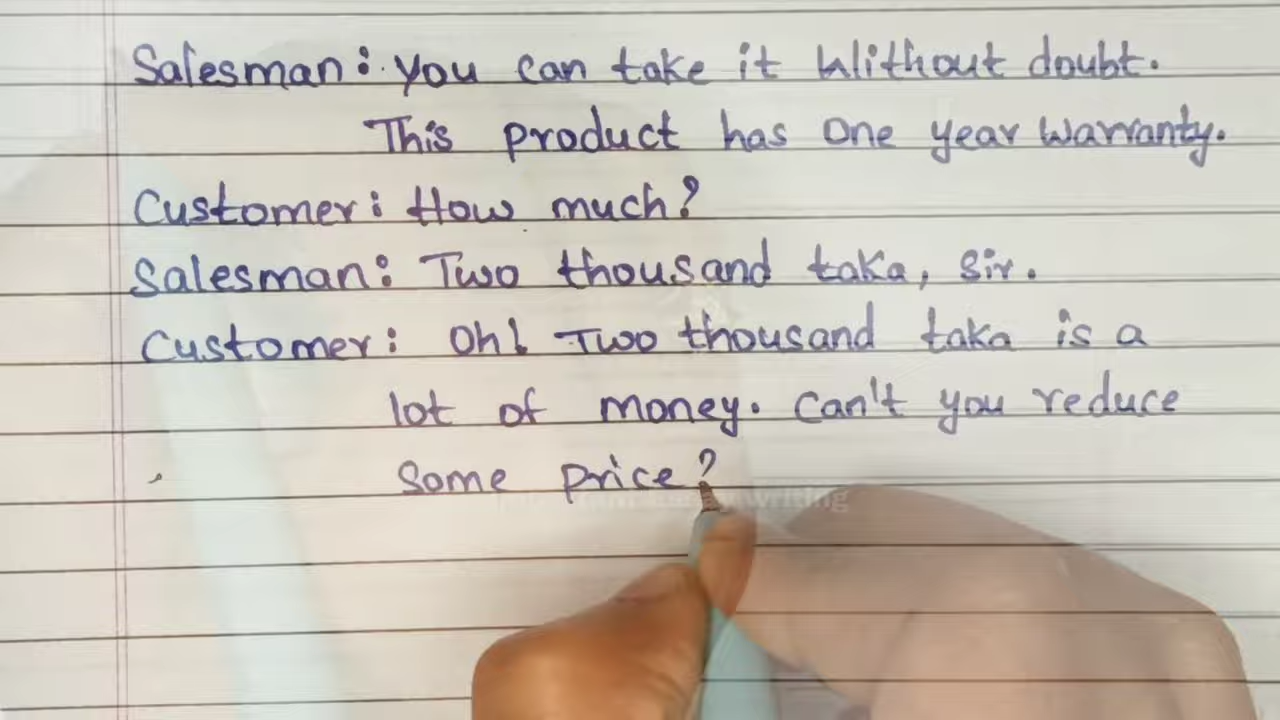 Salesman: You can take it Without doubt.
This product has one year warranty.
Customer: How much?
Salesman: Two thousand taka, Sir.
Customer: Oh! Two thousand taka is a
lot of money. Can't you reduce
Some price?